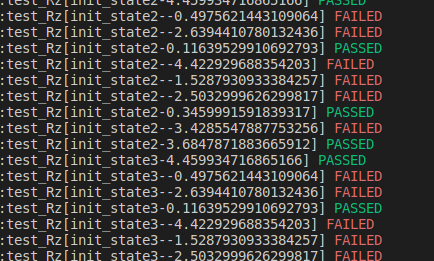 :test_Rz[init_state2-4.459934716865166] PASSED
:test_Rz[init_state2--0.4975621443109064] FAILED
:test_Rz[init_state2--2.6394410780132436] FAILED
:test_Rz[init_state2-0.11639529910692793] PASSED
:test_Rz[init_state2--4.422929688354203] FAILED
:test_Rz[init_state2--1.5287930933384257] FAILED
:test_Rz[init_state2--2.5032999626299817] FAILED
:test_Rz[init_state2-0.3459991591839317] PASSED
:test_Rz[init_state2--3.4285547887753256] FAILED
:test_Rz[init_state2-3.6847871883665912] PASSED
:test_Rz[init_state3-4.459934716865166] PASSED
:test_Rz[init_state3--0.4975621443109064] FAILED
:test_Rz[init_state3--2.6394410780132436] FAILED
:test_Rz[init_state3-0.11639529910692793] PASSED
:test_Rz[init_state3--4.422929688354203] FAILED
:test_Rz[init_state3--1.5287930933384257] FAILED
:test_Rz[init_state3--2.5032999626299817] FAILED